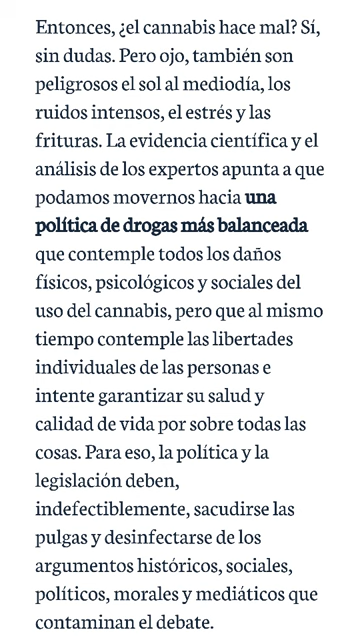 Entonces, ¿el cannabis hace mal? Sí,
sin dudas. Pero ojo, también son
peligrosos el sol al mediodía, los
ruidos intensos, el estrés y las
frituras. La evidencia científica y el
análisis de los expertos apunta a que
podamos movernos hacia una
política de drogas más balanceada
que contemple todos los daños
físicos, psicológicos y sociales del
uso del cannabis, pero que al mismo
tiempo contemple las libertades
individuales de las personas e
intente garantizar su salud y
calidad de vida por sobre todas las
cosas. Para eso, la política y la
legislación deben,
indefectiblemente, sacudirse las
pulgas y desinfectarse de los
argumentos históricos, sociales,
políticos, morales y mediáticos que
contaminan el debate.